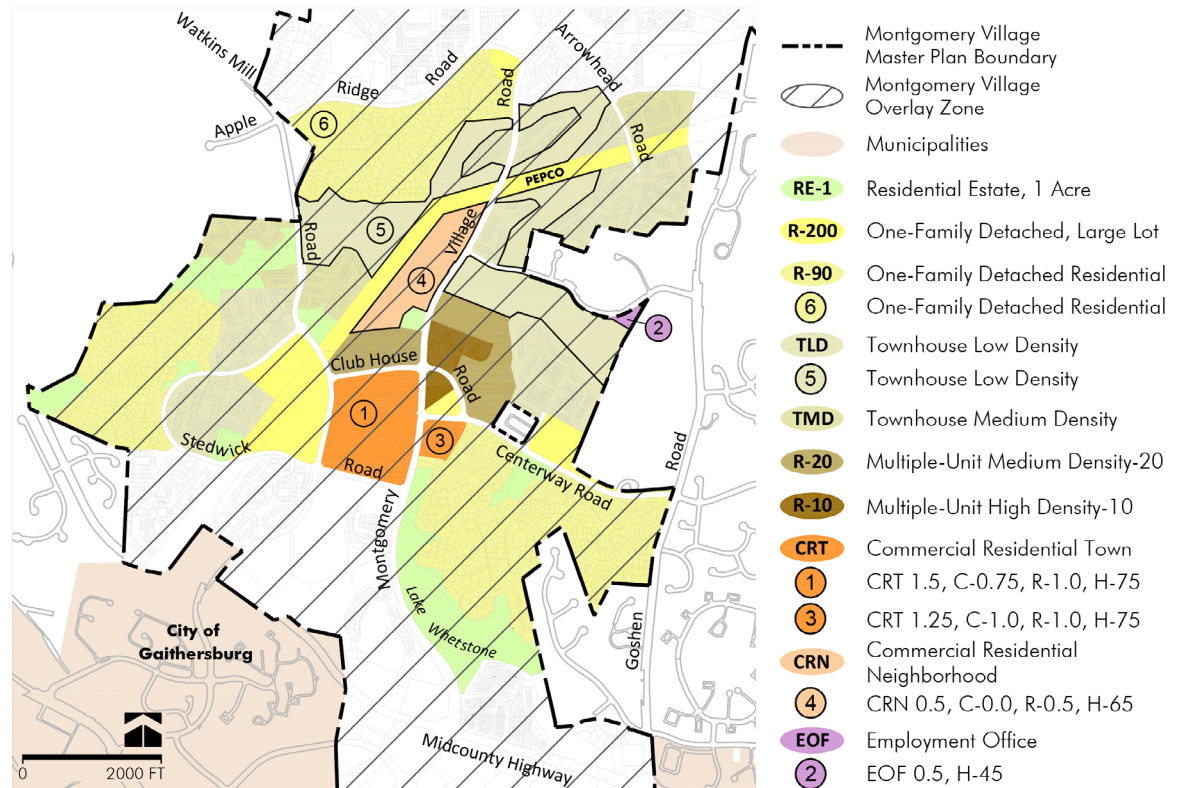 Watkins Mill
Arrowhead
Road
Ridge
Road
Road
Apple
6
PEPCO
5
Road
Village
4
2
Club House
Road
1
3
Stedwick
Road
Centerway Road
Road
Montgomery
Lake
Whetstone
Goshen
City of
Gaithersburg
0
2000 FT
Midcounty Highway
Montgomery Village
Master Plan Boundary
Montgomery Village
Overlay Zone
Municipalities
RE-1 Residential Estate, 1 Acre
R-200 One-Family Detached, Large Lot
R-90 One-Family Detached Residential
6 One-Family Detached Residential
TLD Townhouse Low Density
5 Townhouse Low Density
TMD Townhouse Medium Density
R-20 Multiple-Unit Medium Density-20
R-10 Multiple-Unit High Density-10
CRT Commercial Residential Town
1 CRT 1.5, C-0.75, R-1.0, H-75
3 CRT 1.25, C-1.0, R-1.0, H-75
CRN Commercial Residential
Neighborhood
4 CRN 0.5, C-0.0, R-0.5, H-65
EOF Employment Office
2 EOF 0.5, H-45